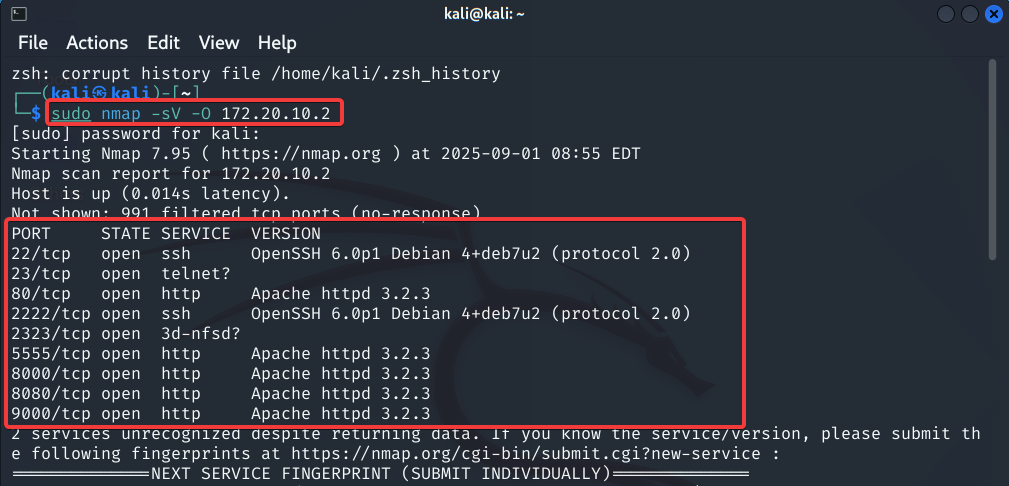 kali@kali: ~
File Actions Edit View Help
zsh: corrupt history file /home/kali/.zsh_history
┌──(kali㉿kali)-[~]
└─$ sudo nmap -sV -O 172.20.10.2
[sudo] password for kali:
Starting Nmap 7.95 ( https://nmap.org ) at 2025-09-01 08:55 EDT
Nmap scan report for 172.20.10.2
Host is up (0.014s latency).
Not shown: 991 filtered tcp ports (no-response)
PORT     STATE SERVICE  VERSION
22/tcp   open  ssh      OpenSSH 6.0p1 Debian 4+deb7u2 (protocol 2.0)
23/tcp   open  telnet?
80/tcp   open  http     Apache httpd 3.2.3
2222/tcp open  ssh      OpenSSH 6.0p1 Debian 4+deb7u2 (protocol 2.0)
2323/tcp open  3d-nfsd?
5555/tcp open  http     Apache httpd 3.2.3
8000/tcp open  http     Apache httpd 3.2.3
8080/tcp open  http     Apache httpd 3.2.3
9000/tcp open  http     Apache httpd 3.2.3
2 services unrecognized despite returning data. If you know the service/version, please submit th
e following fingerprints at https://nmap.org/cgi-bin/submit.cgi?new-service :
==============NEXT SERVICE FINGERPRINT (SUBMIT INDIVIDUALLY)==============